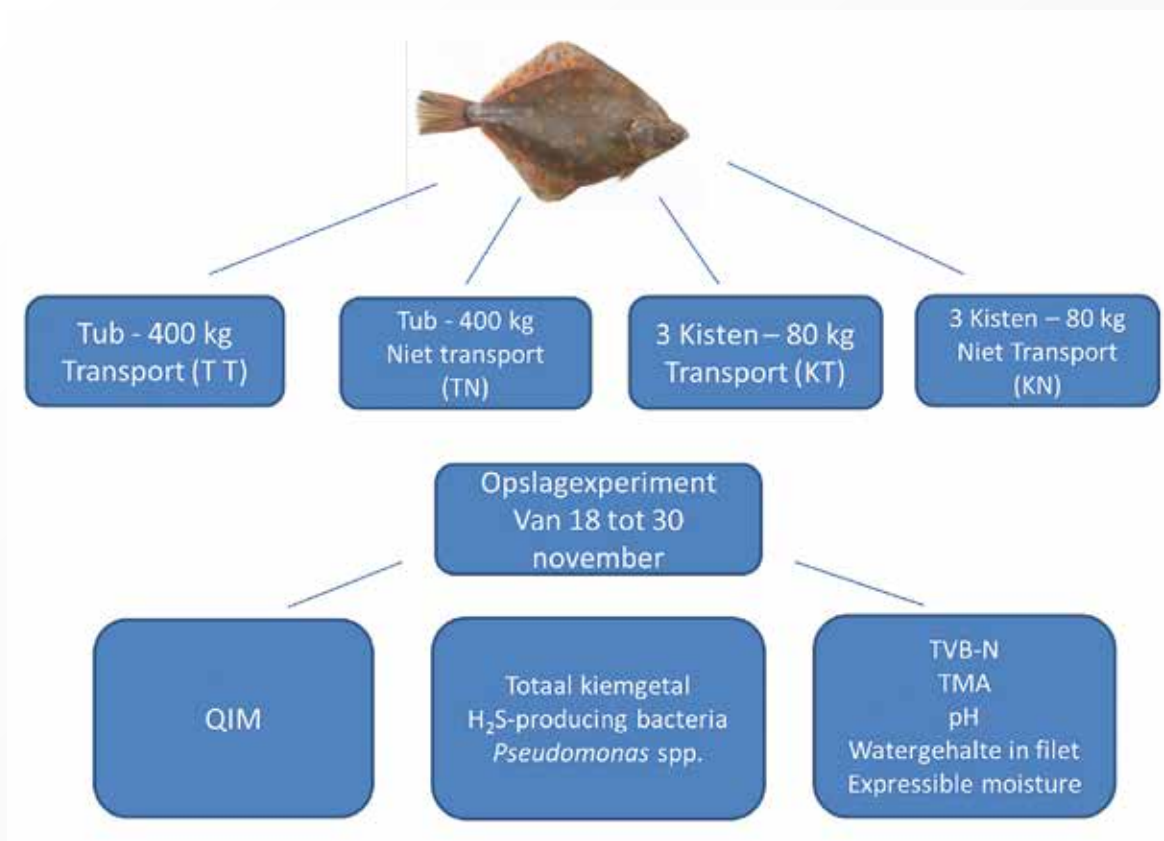 Tub - 400 kg
Transport (T T)
Tub - 400 kg
Niet transport
(TN)
3 Kisten – 80 kg
Transport (KT)
3 Kisten – 80 kg
Niet Transport
(KN)
Opslagexperiment
Van 18 tot 30
november
QIM
Totaal kiemgetal
H₂S-producing bacteria
Pseudomonas spp.
TVB-N
TMA
pH
Watergehalte in filet
Expressible moisture